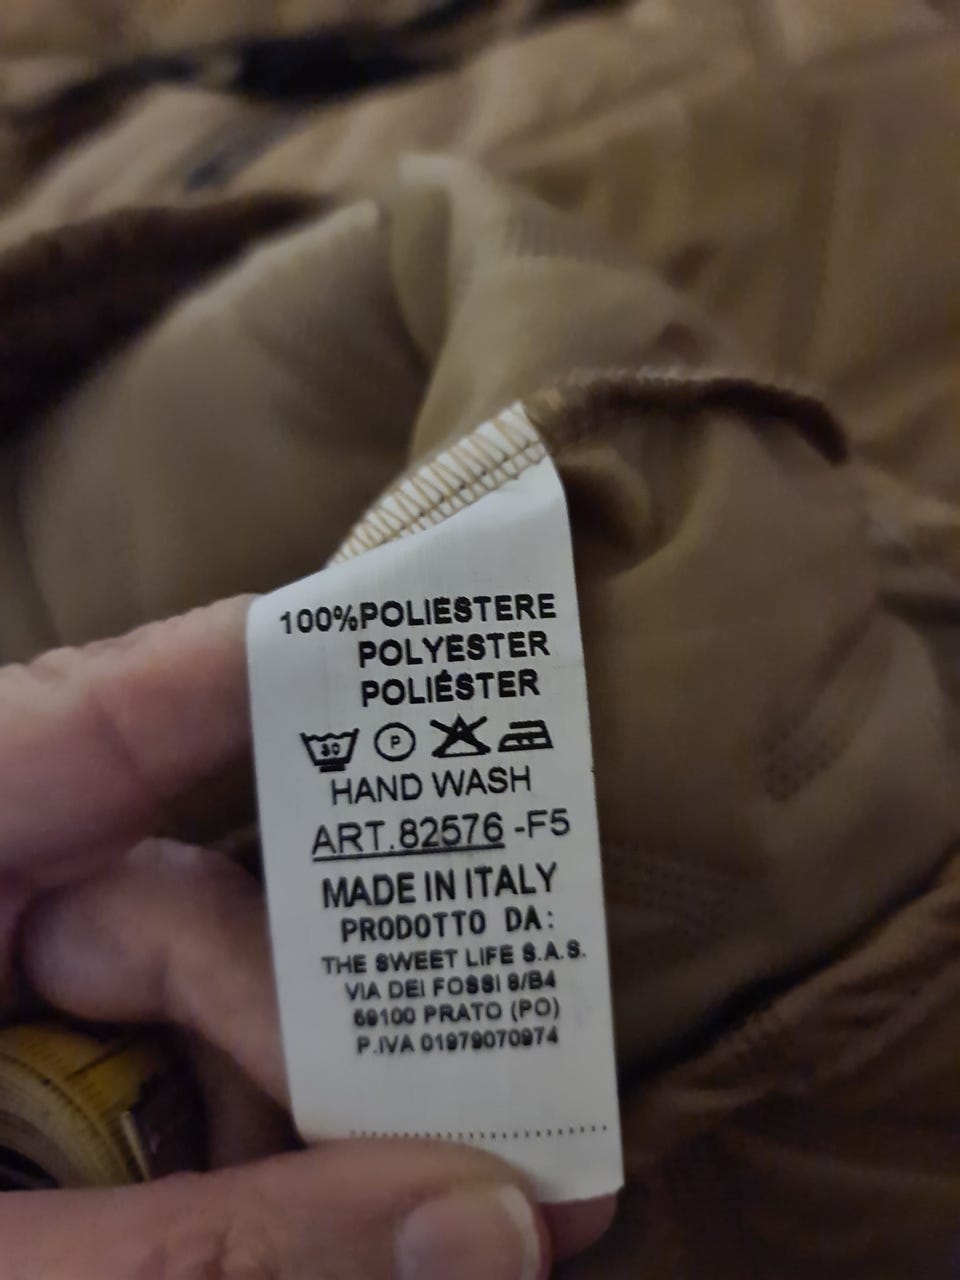 100%POLIESTERE
POLYESTER
POLIÉSTER
30 P
HAND WASH
ART.82576 -F5
MADE IN ITALY
PRODOTTO DA:
THE SWEET LIFE S.A.S.
VIA DEI FOSSI 8/B4
59100 PRATO (PO)
P.IVA 01979070974